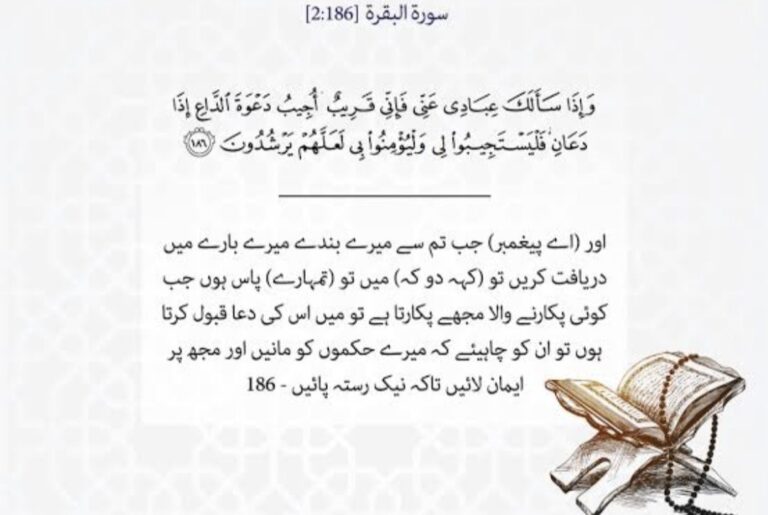 سورة البقرة [2:186]
وَإِذَا سَأَلَكَ عِبَادِى عَنِّى فَإِنِّى قَرِيبٌ ۖ أُجِيبُ دَعْوَةَ ٱلدَّاعِ إِذَا
دَعَانِ ۖ فَلْيَسْتَجِيبُوا۟ لِى وَلْيُؤْمِنُوا۟ بِى لَعَلَّهُمْ يَرْشُدُونَ ١٨٦
اور (اے پیغمبر) جب تم سے میرے بندے میرے بارے میں
دریافت کریں تو (کہہ دو کہ) میں تو (تمہارے) پاس ہوں جب
کوئی پکارنے والا مجھے پکارتا ہے تو میں اس کی دعا قبول کرتا
ہوں تو ان کو چاہیئے کہ میرے حکموں کو مانیں اور مجھ پر
ایمان لائیں تاکہ نیک رستہ پائیں - 186